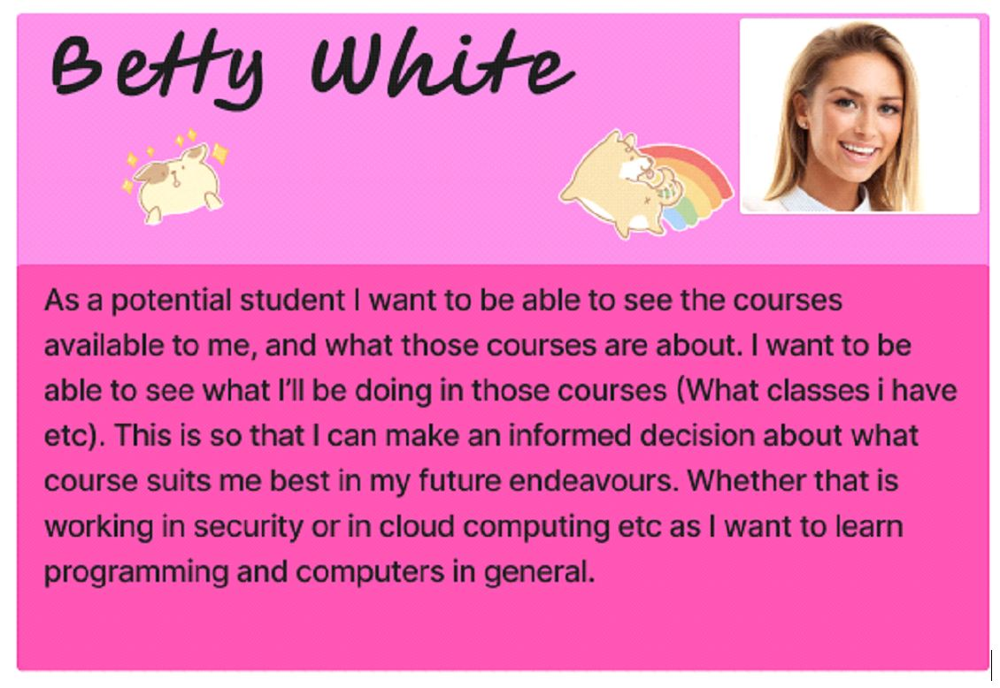 Betty White
As a potential student I want to be able to see the courses
available to me, and what those courses are about. I want to be
able to see what I’ll be doing in those courses (What classes i have
etc). This is so that I can make an informed decision about what
course suits me best in my future endeavours. Whether that is
working in security or in cloud computing etc as I want to learn
programming and computers in general.